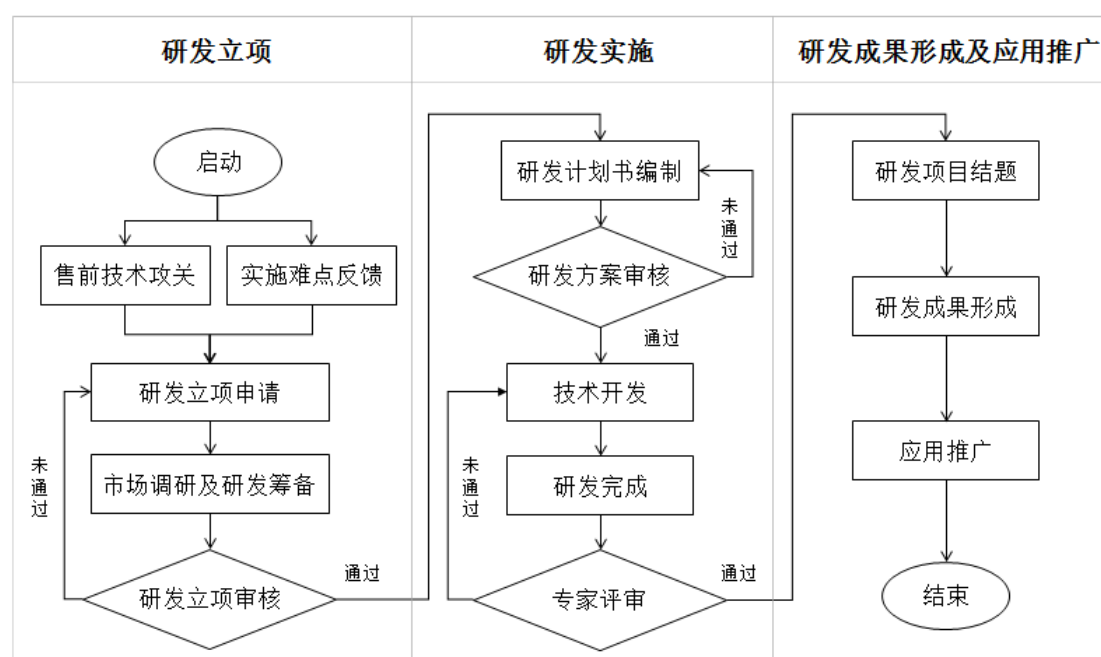 研发立项
研发实施
研发成果形成及应用推广
启动
售前技术攻关
实施难点反馈
研发立项申请
市场调研及研发筹备
未通过
研发立项审核
通过
研发计划书编制
未通过
研发方案审核
通过
技术开发
研发完成
未通过
专家评审
通过
研发项目结题
研发成果形成
应用推广
结束